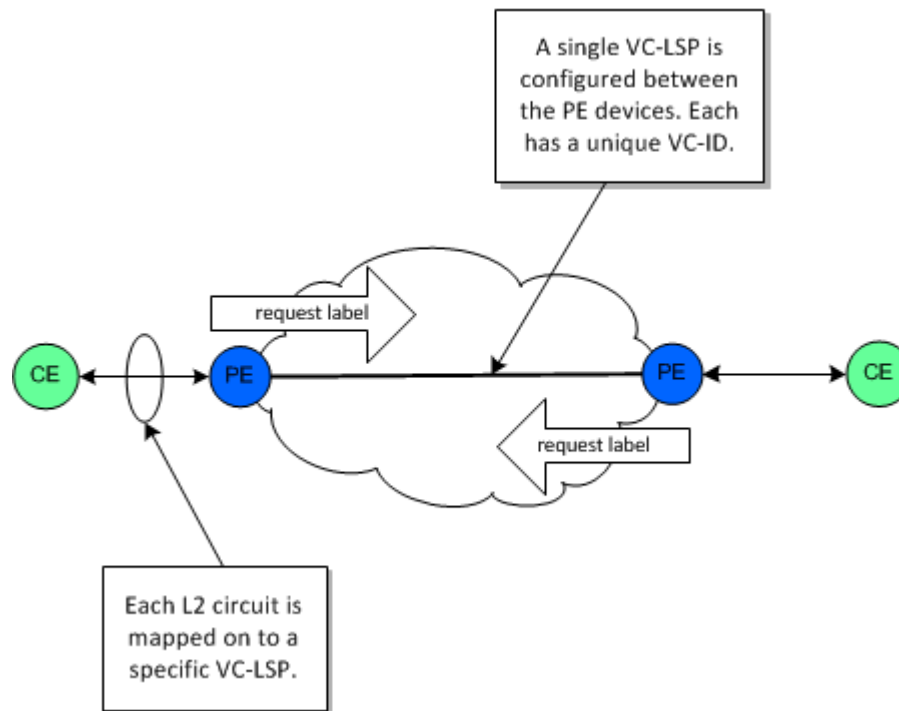 A single VC-LSP is
configured between
the PE devices. Each
has a unique VC-ID.
request label
CE
PE
PE
CE
request label
Each L2 circuit is
mapped on to a
specific VC-LSP.